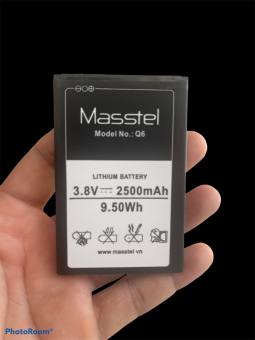 Masstel
Model No.: Q6
LITHIUM BATTERY
3.8V⎓2500mAh
9.50Wh
www.masstel.vn
PhotoRoom